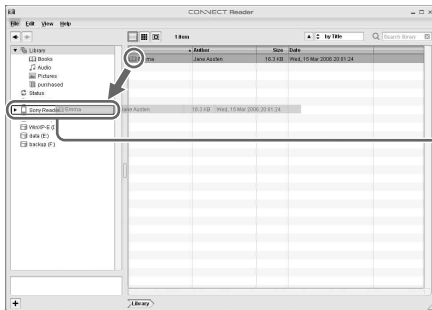 CONNECT Reader
File Edit View Help
1 item
by Title
Search library
Library
Books
Audio
Pictures
purchased
Status
Sony Reader
data (E:)
backup (F:)
Author Size Date
Emma Jane Austen 16.3 kB Wed, 15 Mar 2006 20:01:24
Emma Jane Austen 16.3 kB Wed, 15 Mar 2006 20:01:24
Library